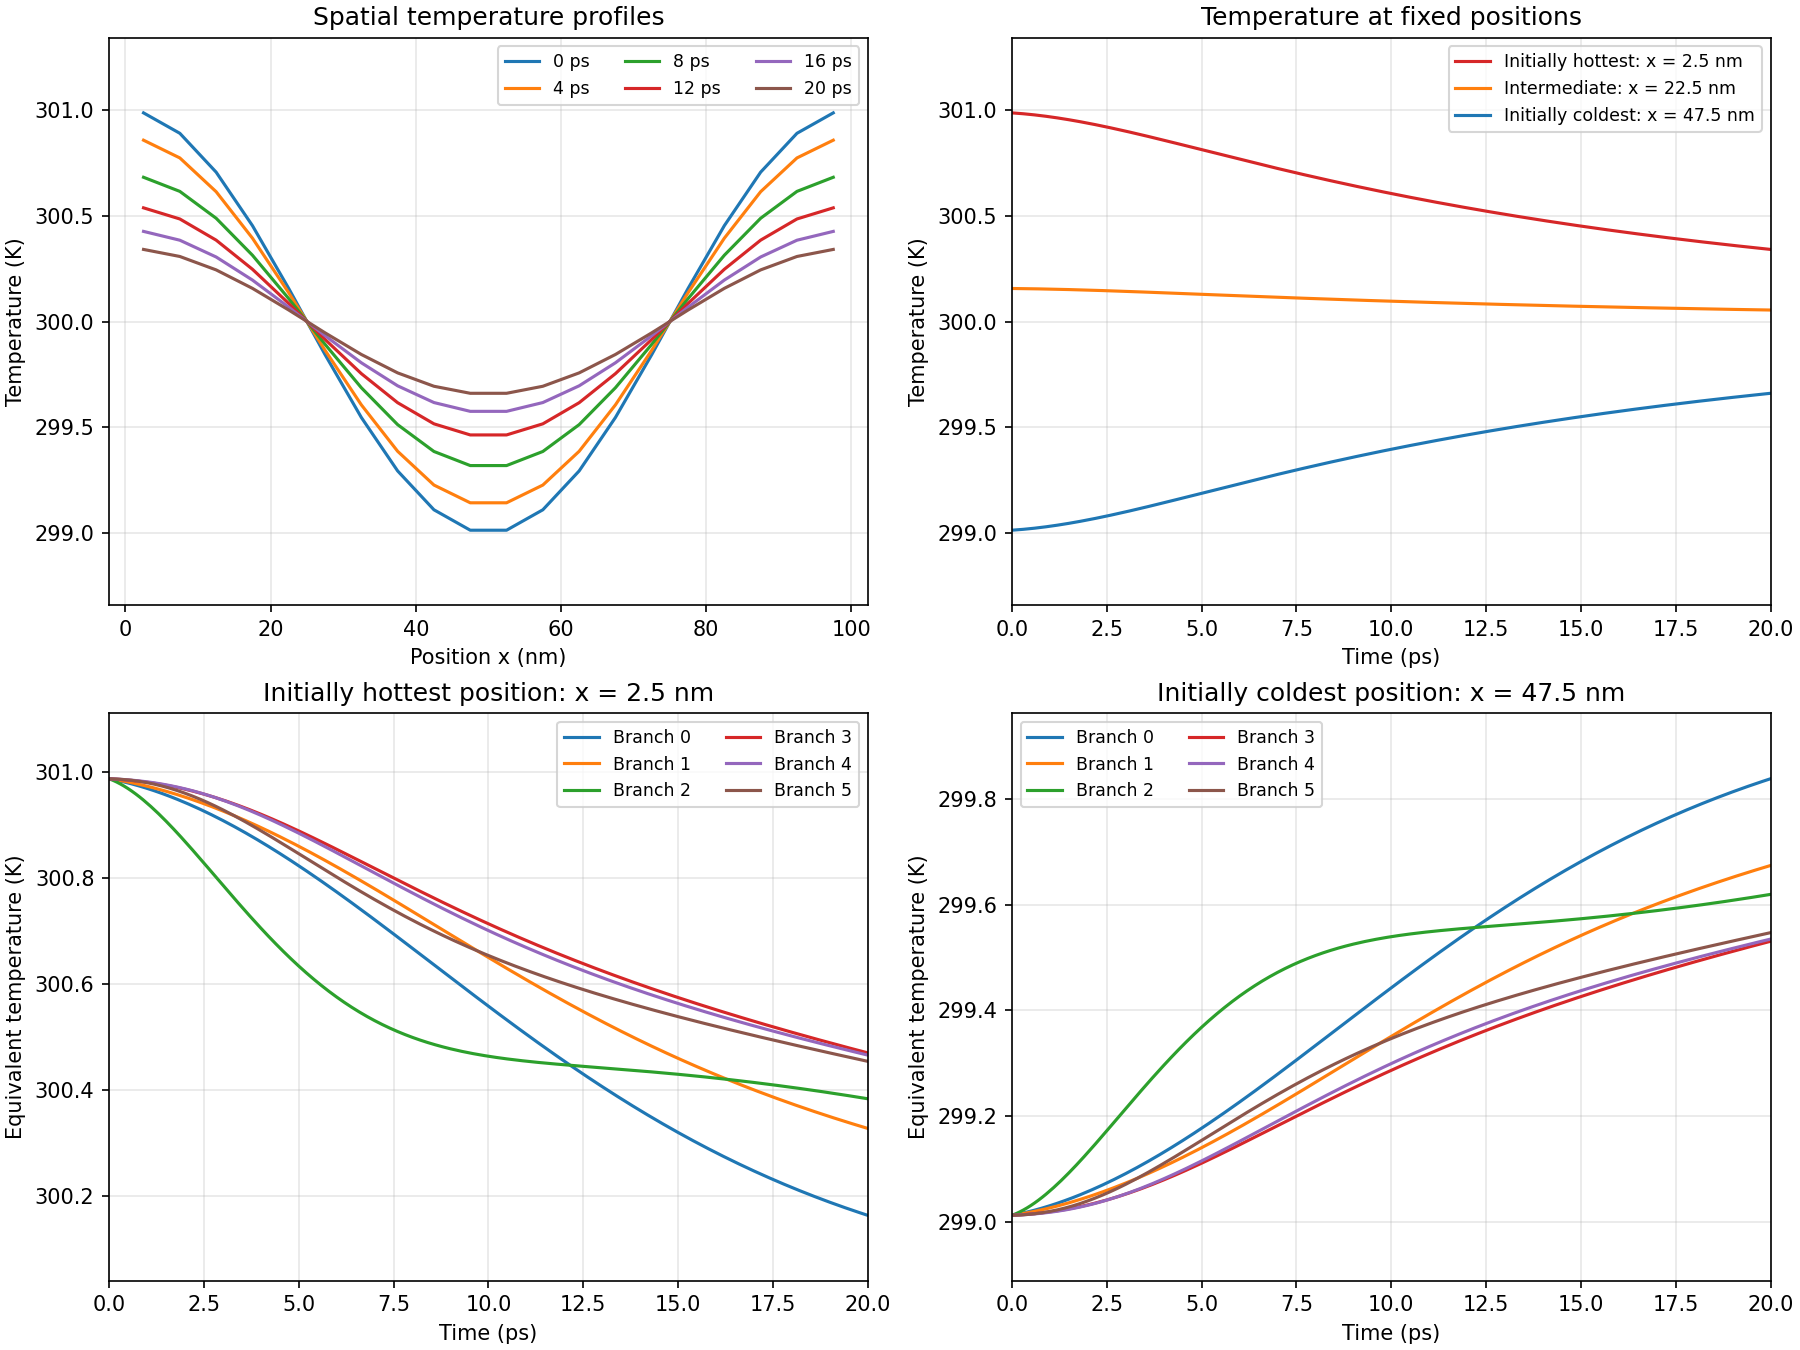 Spatial temperature profiles
0 ps 8 ps 16 ps
4 ps 12 ps 20 ps
301.0
300.5
300.0
299.5
299.0
Temperature (K)
0 20 40 60 80 100
Position x (nm)
Temperature at fixed positions
Initially hottest: x = 2.5 nm
Intermediate: x = 22.5 nm
Initially coldest: x = 47.5 nm
301.0
300.5
300.0
299.5
299.0
Temperature (K)
0.0 2.5 5.0 7.5 10.0 12.5 15.0 17.5 20.0
Time (ps)
Initially hottest position: x = 2.5 nm
Branch 0 Branch 3
Branch 1 Branch 4
Branch 2 Branch 5
301.0
300.8
300.6
300.4
300.2
Equivalent temperature (K)
0.0 2.5 5.0 7.5 10.0 12.5 15.0 17.5 20.0
Time (ps)
Initially coldest position: x = 47.5 nm
Branch 0 Branch 3
Branch 1 Branch 4
Branch 2 Branch 5
299.8
299.6
299.4
299.2
299.0
Equivalent temperature (K)
0.0 2.5 5.0 7.5 10.0 12.5 15.0 17.5 20.0
Time (ps)